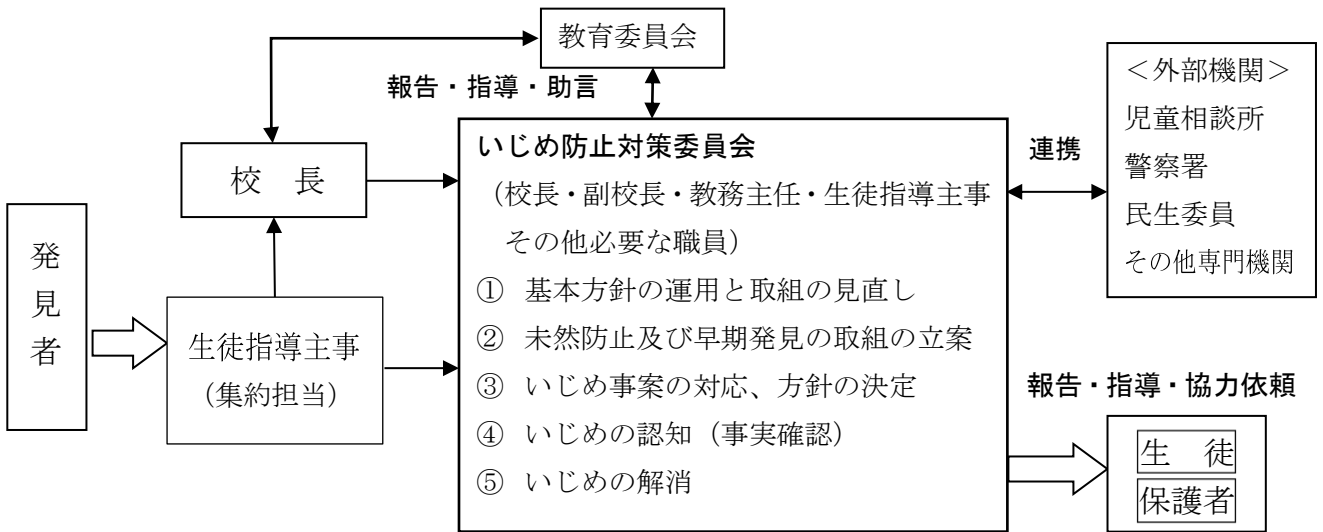 教育委員会
報告・指導・助言
校　長
発見者
生徒指導主事
(集約担当)
いじめ防止対策委員会
(校長・副校長・教務主任・生徒指導主事
その他必要な職員)
①　基本方針の運用と取組の見直し
②　未然防止及び早期発見の取組の立案
③　いじめ事案の対応、方針の決定
④　いじめの認知（事実確認）
⑤　いじめの解消
連携
＜外部機関＞
児童相談所
警察署
民生委員
その他専門機関
報告・指導・協力依頼
生　徒
保護者